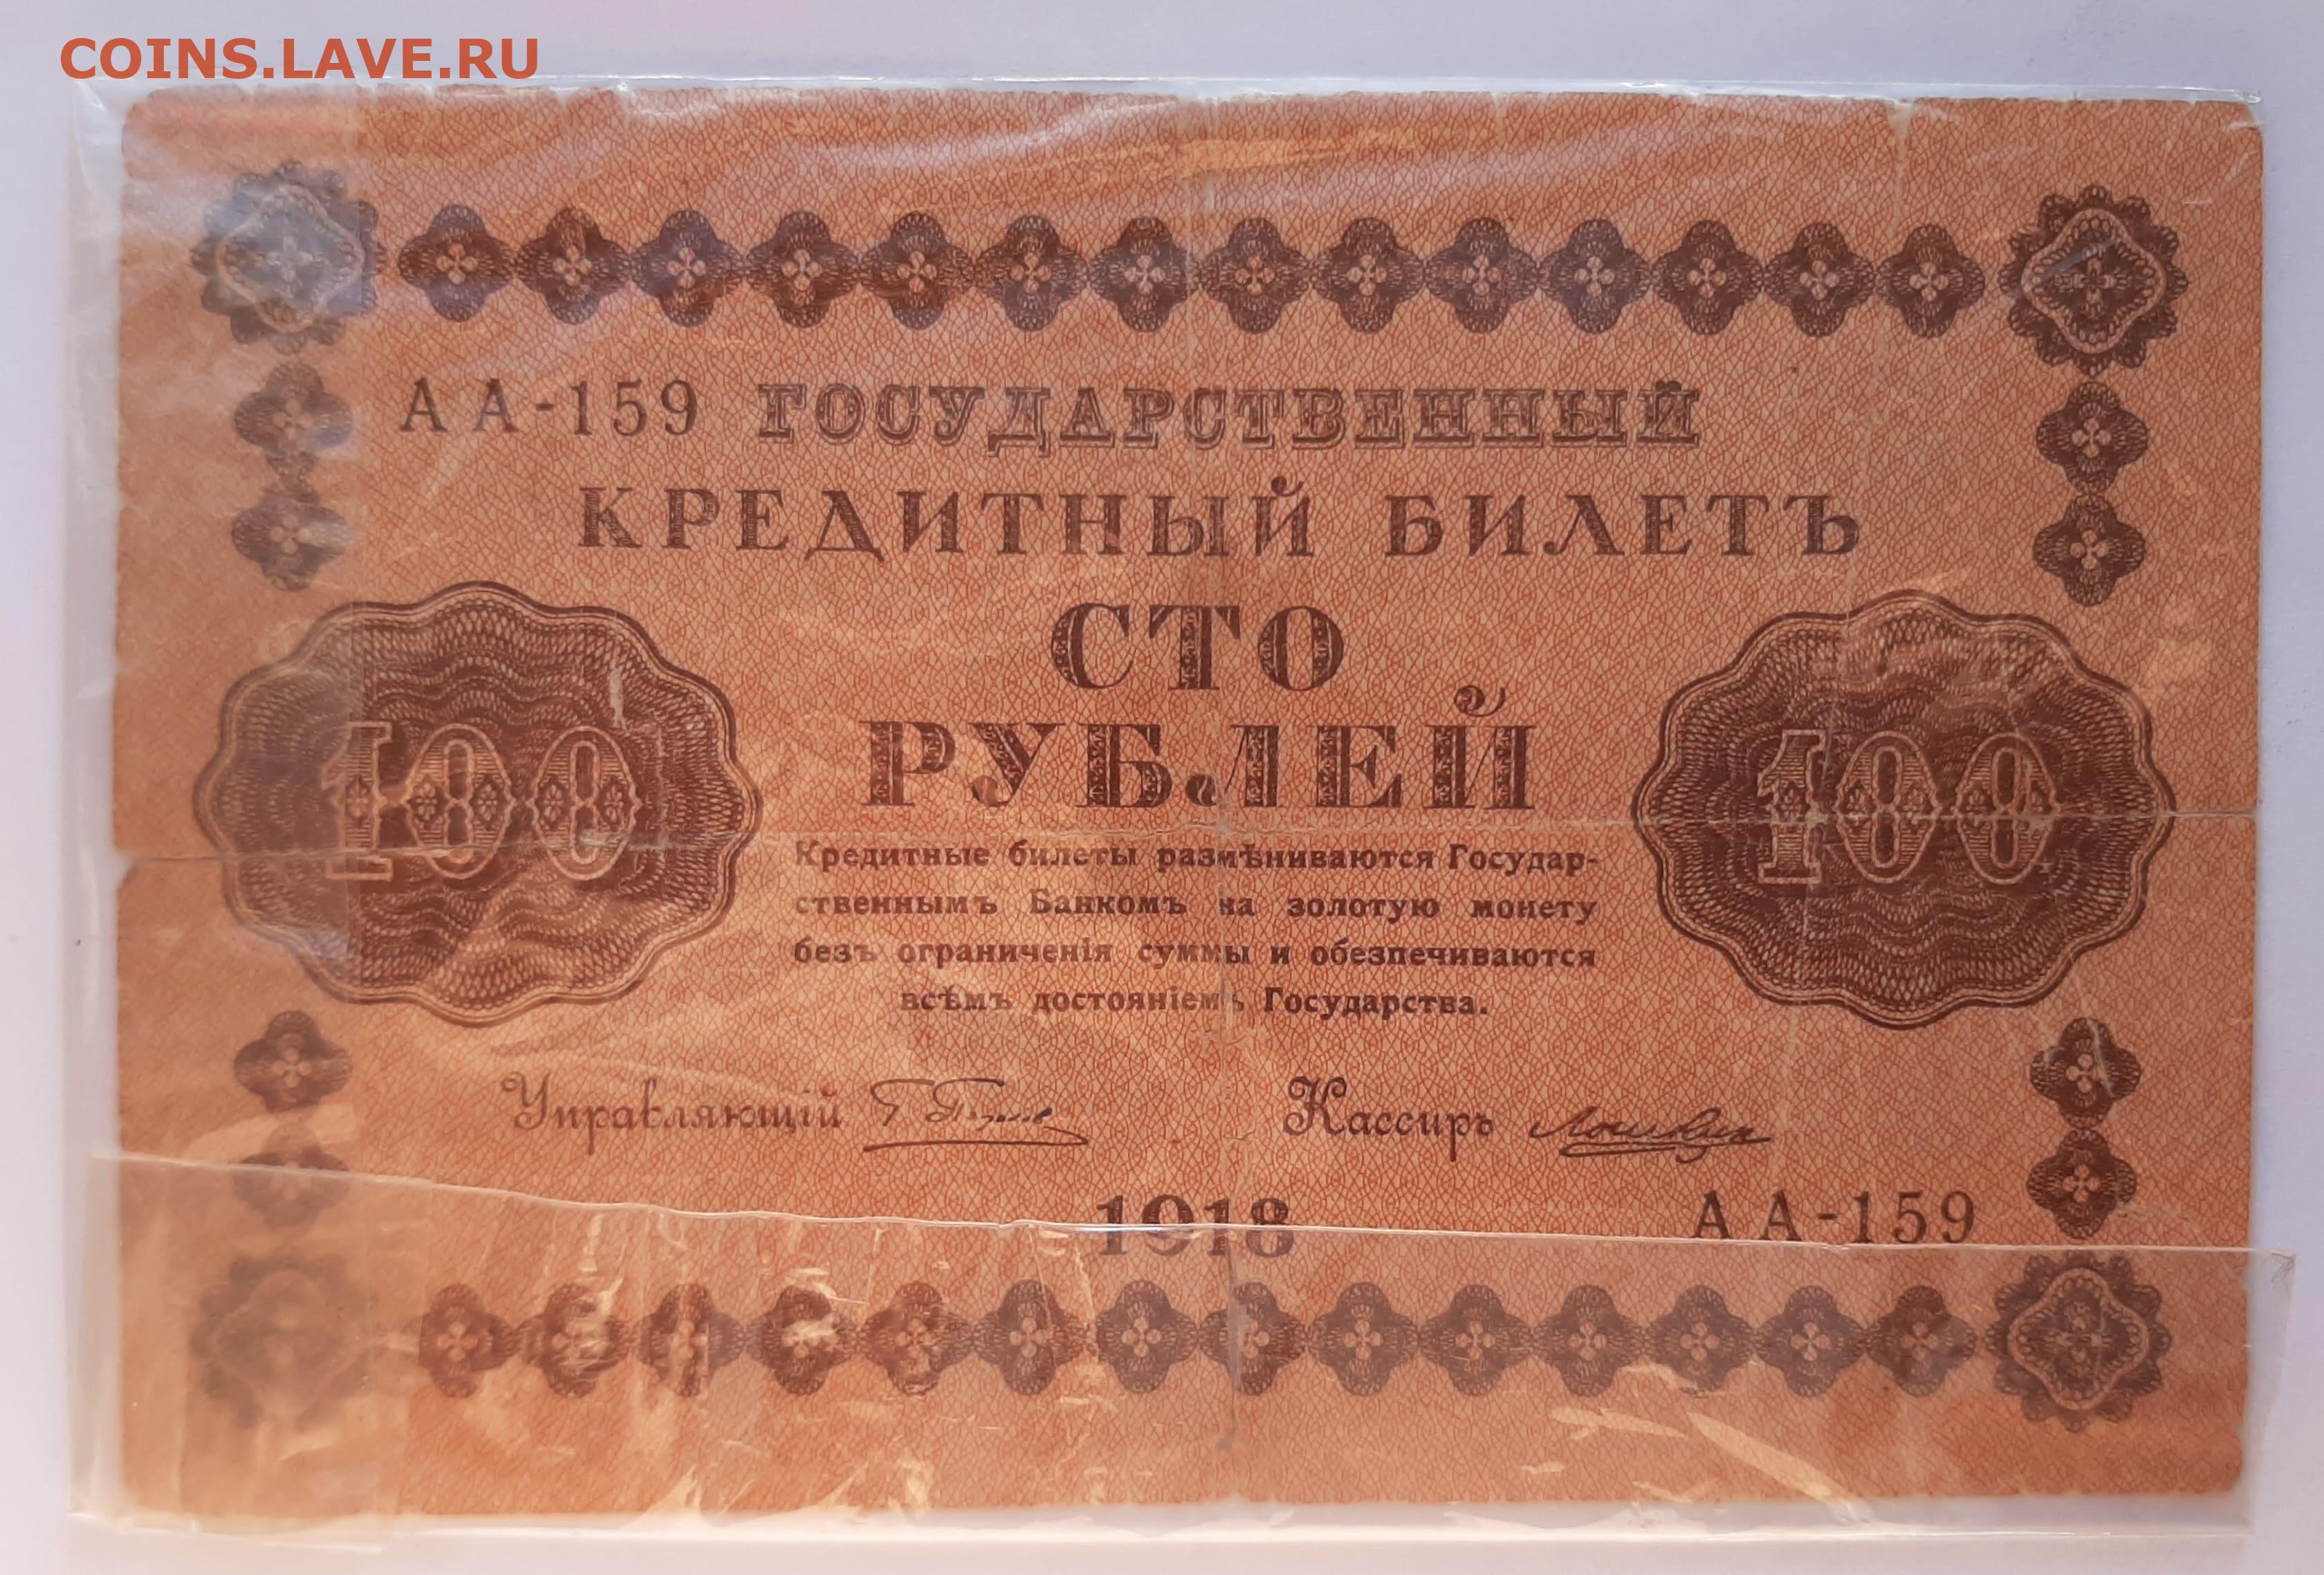 COINS.LAVE.RU
АА-159 ГОСУДАРСТВЕННЫЙ
КРЕДИТНЫЙ БИЛЕТЪ
СТО
РУБЛЕЙ
100
100
Кредитные билеты размѣниваются Государ-
ственнымъ Банкомъ на золотую монету
безъ ограниченія суммы и обезпечиваются
всѣмъ достояніемъ Государства.
Управляющій
Кассиръ
1918
АА-159